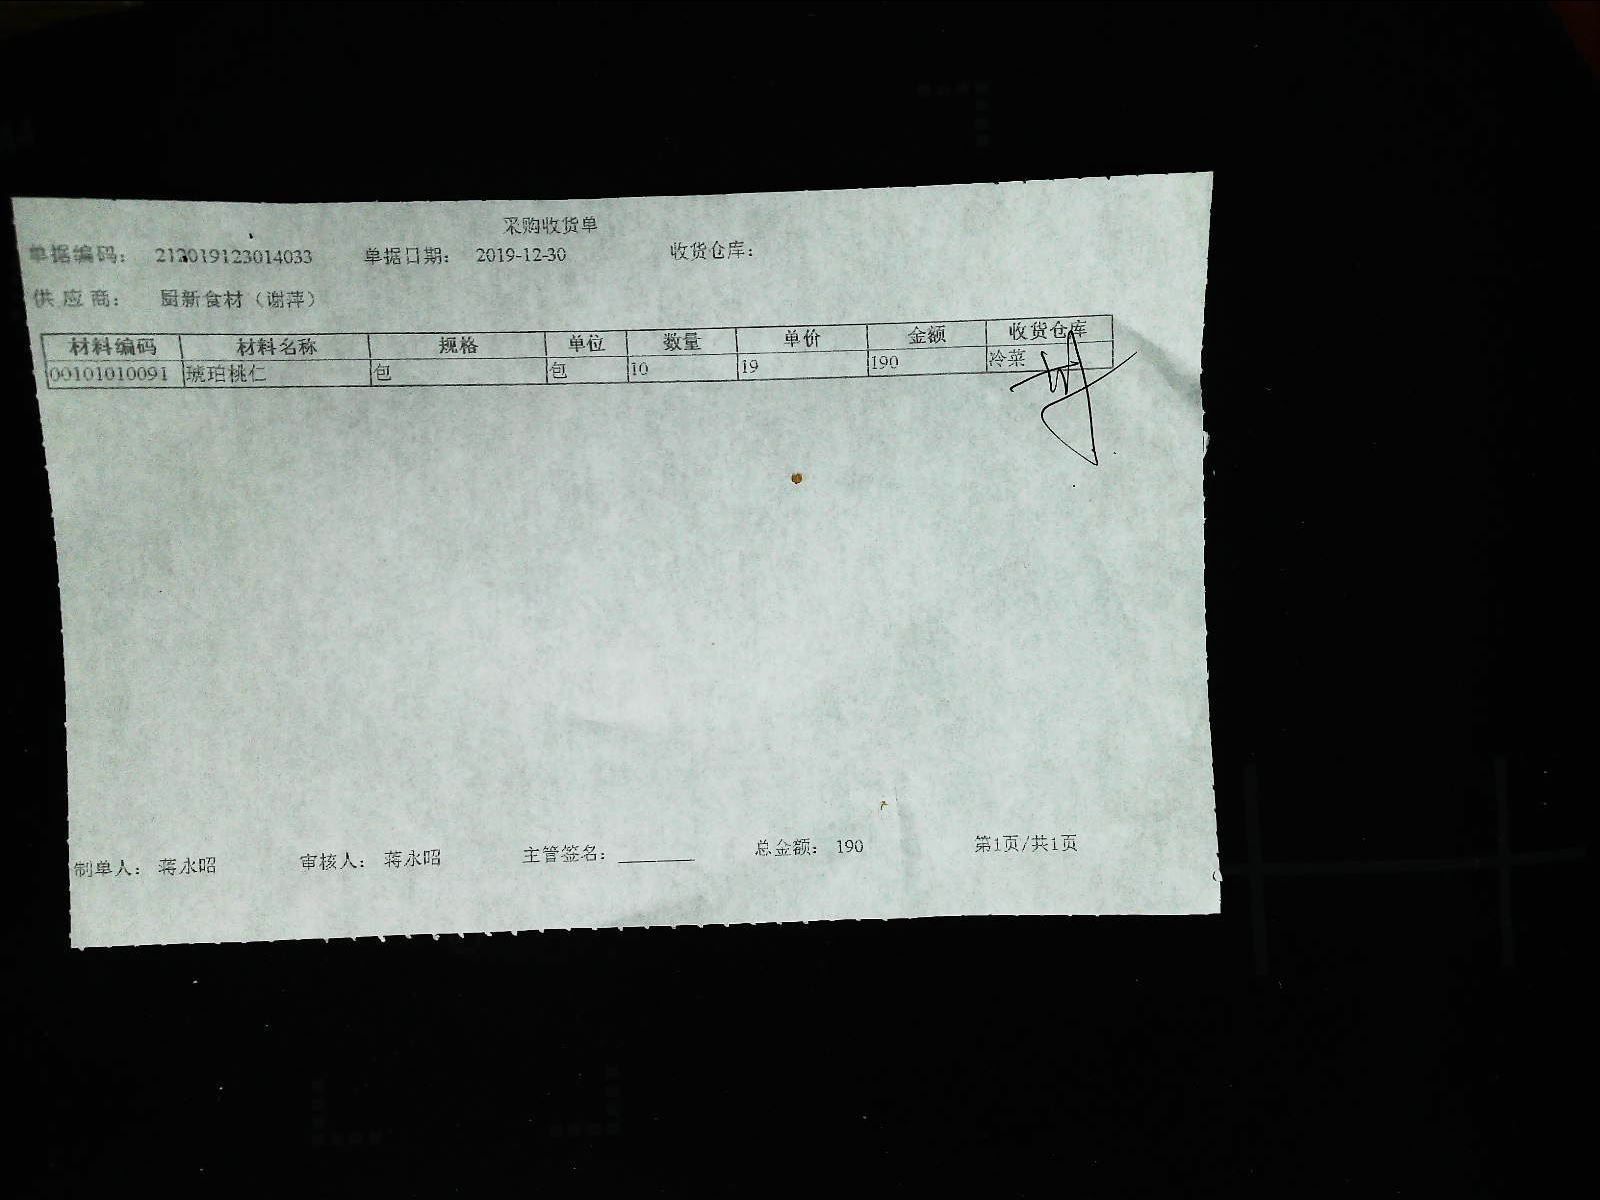 采购收货单
单据编码： 212019123014033 单据日期： 2019-12-30 收货仓库：
供应商： 厨新食材（谢萍）
材料编码 材料名称 规格 单位 数量 单价 金额 收货仓库
00101010091 琥珀桃仁 包 包 10 19 190 冷菜
制单人： 蒋永昭 审核人： 蒋永昭 主管签名：________ 总金额： 190 第1页/共1页